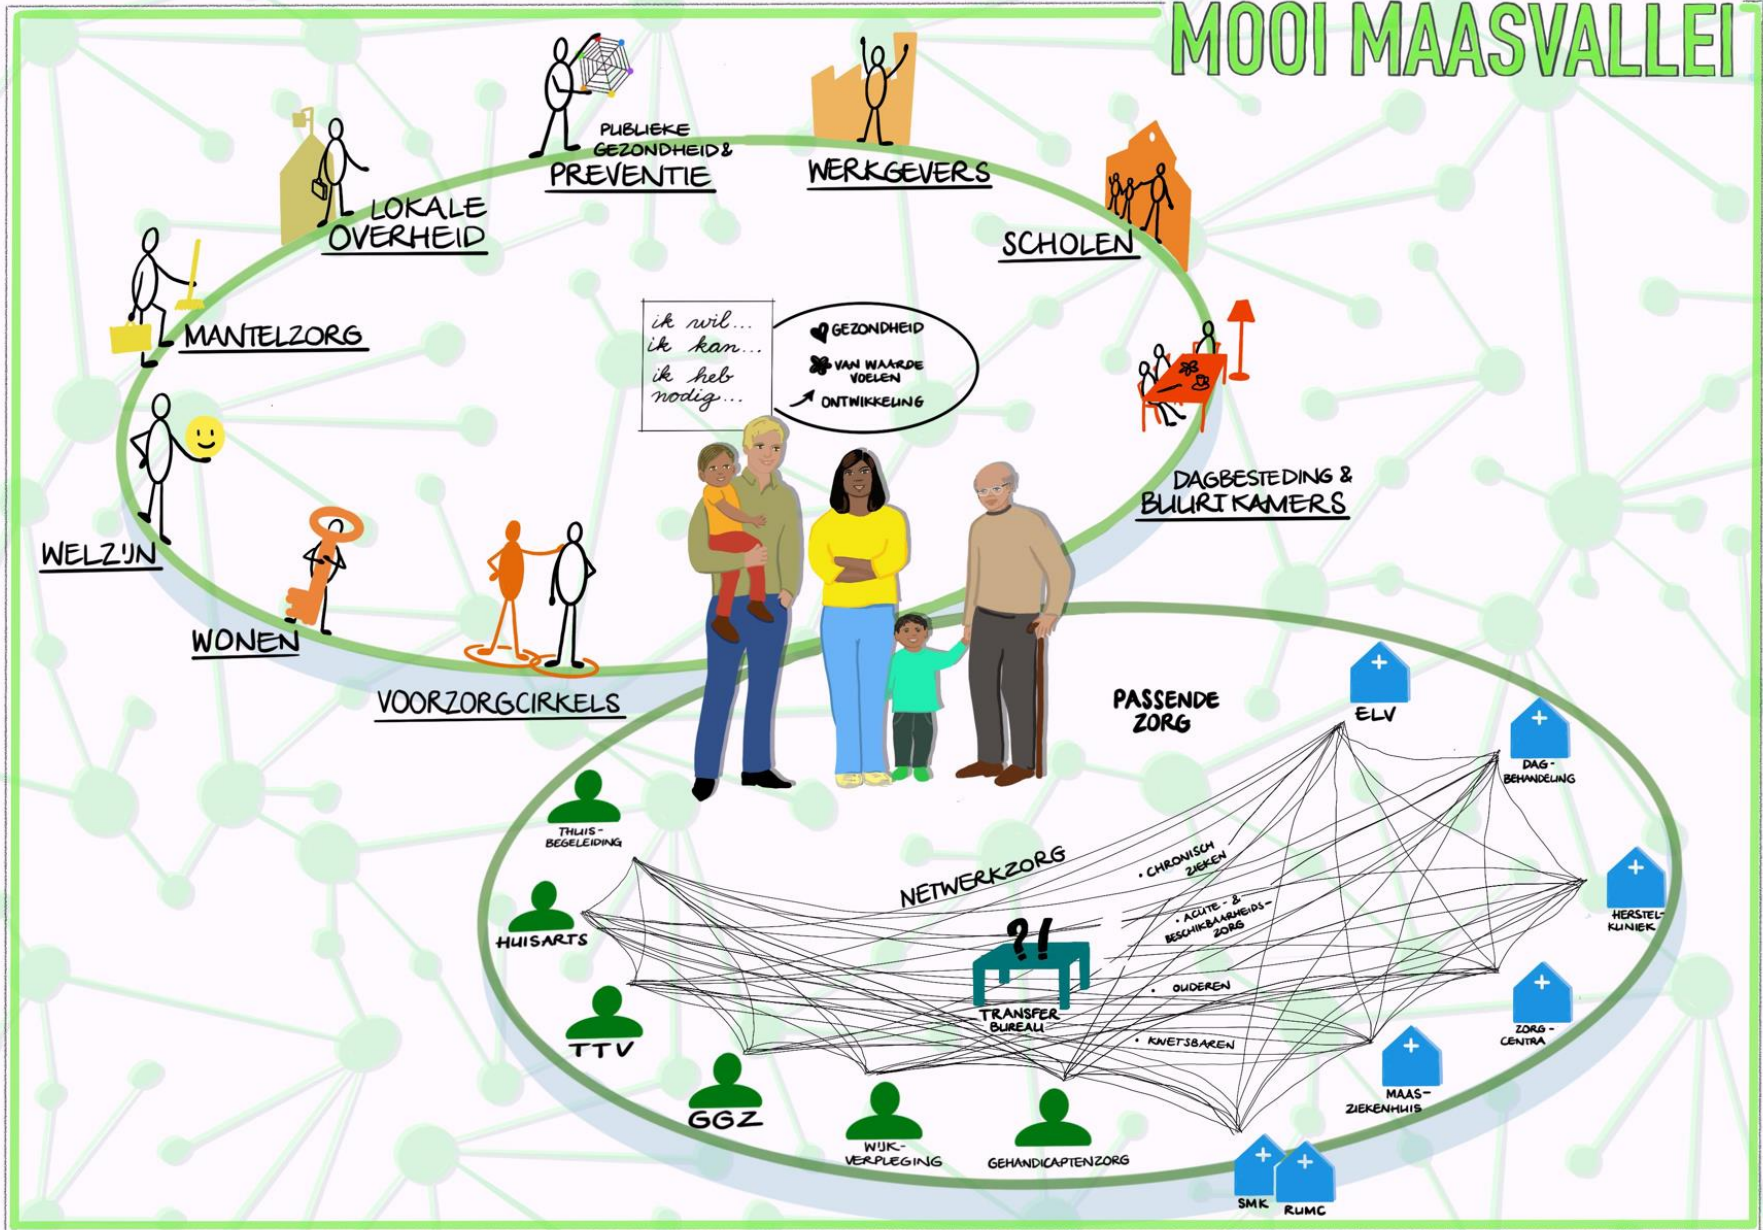 MOOI MAASVALLEI
PUBLIEKE
GEZONDHEID &
PREVENTIE
WERKGEVERS
LOKALE
OVERHEID
SCHOLEN
MANTELZORG
ik wil...
ik kan...
ik heb
nodig...
GEZONDHEID
VAN WAARDE
VOELEN
ONTWIKKELING
DAGBESTEDING &
BUURTKAMERS
WELZIJN
WONEN
VOORZORGCIRKELS
PASSENDE
ZORG
ELV
DAG-
BEHANDELING
THUIS-
BEGELEIDING
NETWERKZORG
• CHRONISCH
ZIEKEN
HUISARTS
• ACUTE- &
BESCHIKBAARHEIDS-
ZORG
HERSTEL-
KLINIEK
• OUDEREN
?!
TRANSFER
BUREAU
TTV
ZORG-
CENTRA
• KWETSBAREN
GGZ
MAAS-
ZIEKENHUIS
WIJK-
VERPLEGING
GEHANDICAPTENZORG
SMK
RUMC